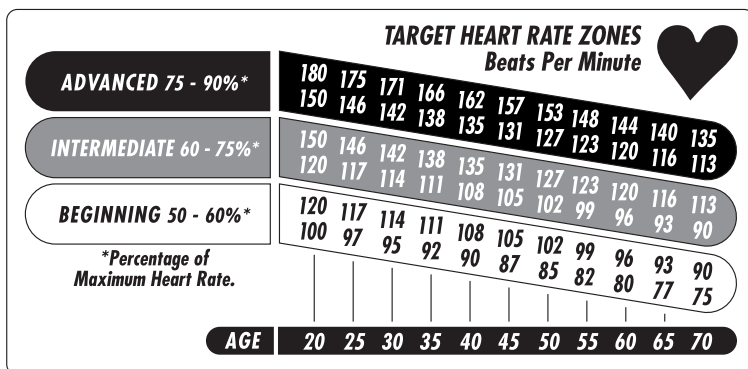 TARGET HEART RATE ZONES
Beats Per Minute
ADVANCED 75 - 90%*
180 175 171 166 162 157 153 148 144 140 135
150 146 142 138 135 131 127 123 120 116 113
INTERMEDIATE 60 - 75%*
150 146 142 138 135 131 127 123 120 116 113
120 117 114 111 108 105 102 99 96 93 90
BEGINNING 50 - 60%*
120 117 114 111 108 105 102 99 96 93 90
100 97 95 92 90 87 85 82 80 77 75
*Percentage of
Maximum Heart Rate.
AGE 20 25 30 35 40 45 50 55 60 65 70